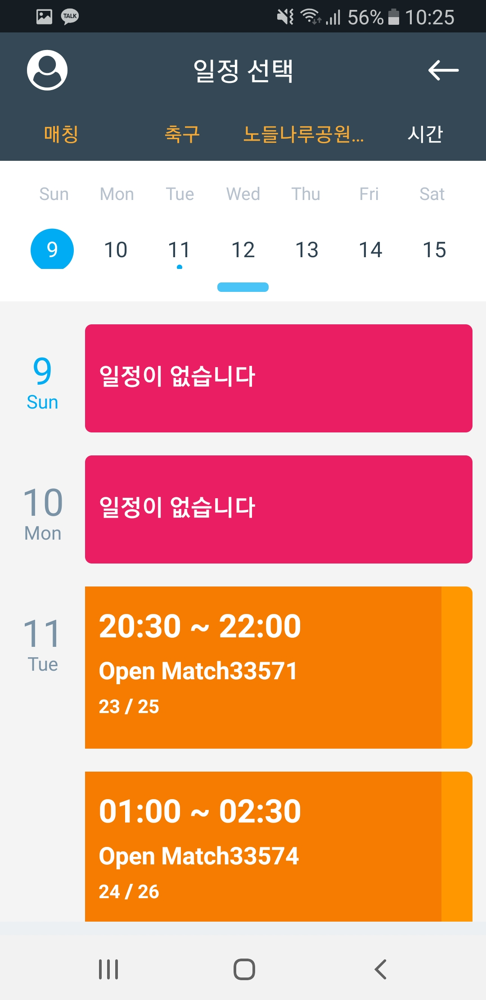 TALK 56% 10:25
일정 선택
매칭 축구 노들나루공원... 시간
Sun Mon Tue Wed Thu Fri Sat
9 10 11 12 13 14 15
9
Sun
일정이 없습니다
10
Mon
일정이 없습니다
11
Tue
20:30 ~ 22:00
Open Match33571
23 / 25
01:00 ~ 02:30
Open Match33574
24 / 26